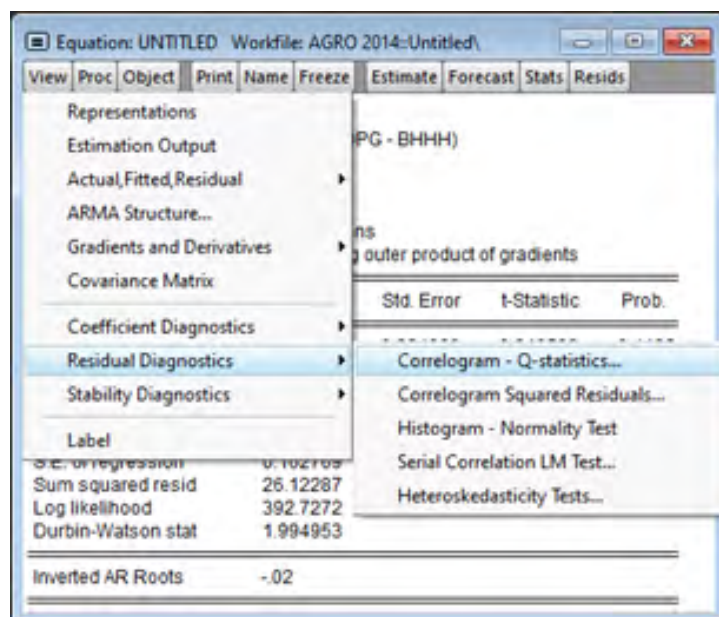 Equation: UNTITLED Workfile: AGRO 2014::Untitled\
View Proc Object Print Name Freeze Estimate Forecast Stats Resids
Representations
Estimation Output
PG - BHHH)
Actual,Fitted,Residual
ARMA Structure...
ns
Gradients and Derivatives
outer product of gradients
Covariance Matrix
Std. Error t-Statistic Prob.
Coefficient Diagnostics
Residual Diagnostics
Correlogram - Q-statistics...
Stability Diagnostics
Correlogram Squared Residuals...
Label
Histogram - Normality Test
S.E. of regression 0.162769
Serial Correlation LM Test...
Sum squared resid 26.12287
Heteroskedasticity Tests...
Log likelihood 392.7272
Durbin-Watson stat 1.994953
Inverted AR Roots -.02